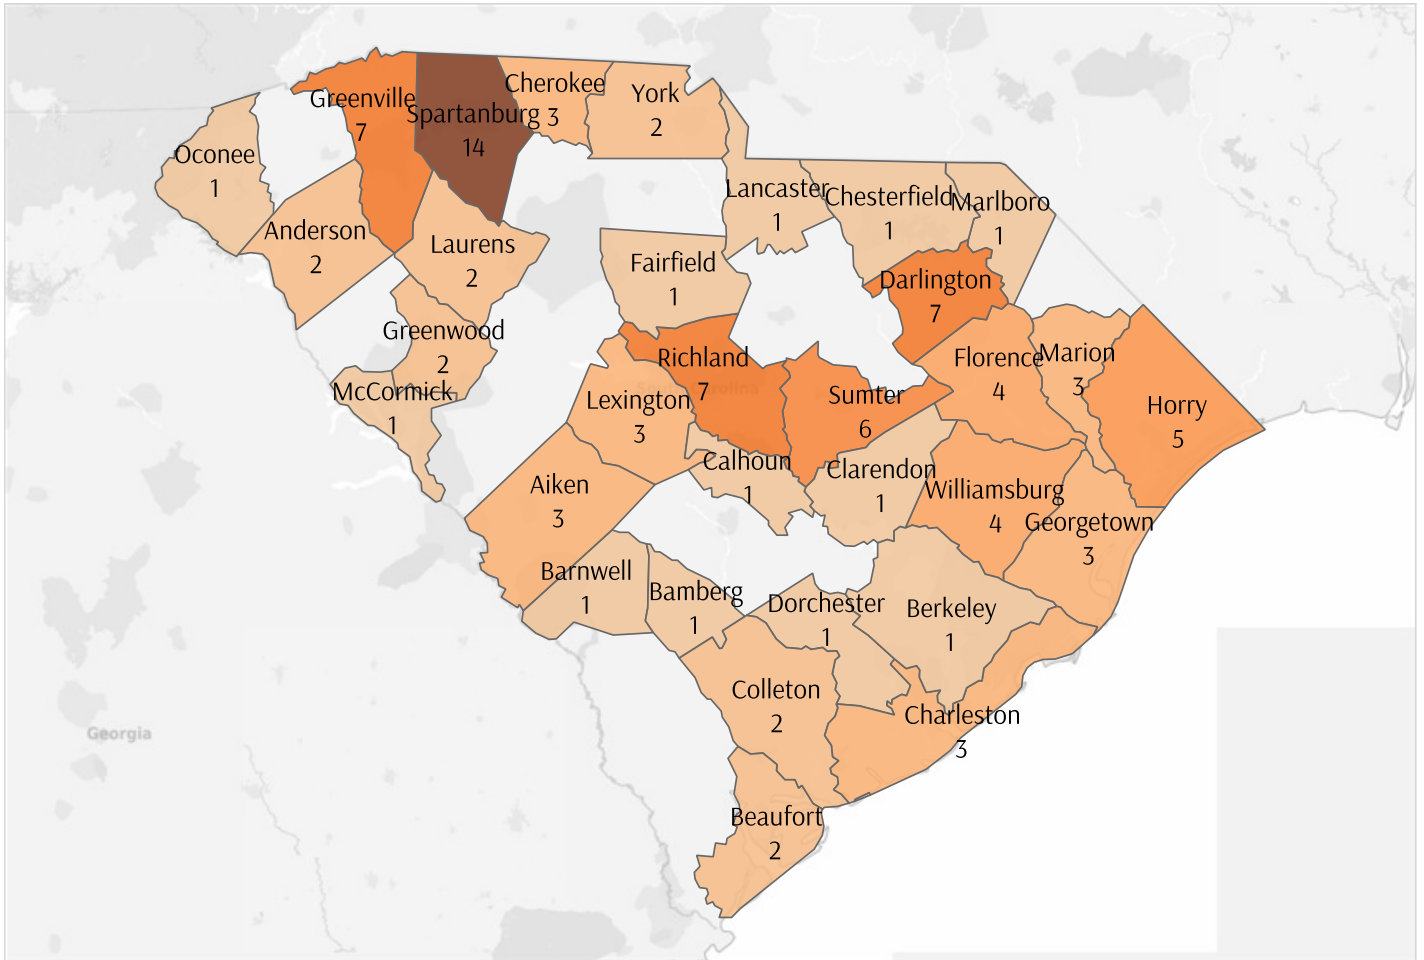 Cherokee
3
York
2
Greenville
7
Spartanburg
14
Oconee
1
Lancaster
1
Chesterfield
1
Marlboro
1
Anderson
2
Laurens
2
Fairfield
1
Darlington
7
Greenwood
2
Richland
7
Florence
4
Marion
3
McCormick
1
Lexington
3
Sumter
6
Horry
5
Calhoun
1
Clarendon
1
Aiken
3
Williamsburg
4
Georgetown
3
Barnwell
1
Bamberg
1
Dorchester
1
Berkeley
1
Colleton
2
Charleston
3
Georgia
Beaufort
2